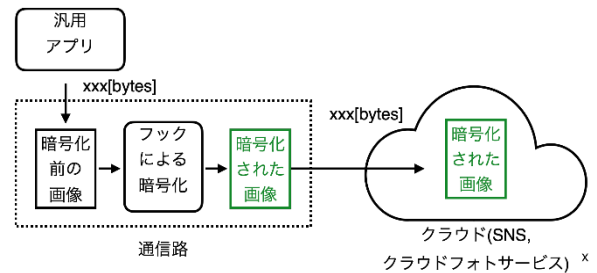 汎用
アプリ
xxx[bytes]
xxx[bytes]
暗号化
前の
画像
フック
による
暗号化
暗号化
された
画像
暗号化
された
画像
通信路
クラウド(SNS,
クラウドフォトサービス) x